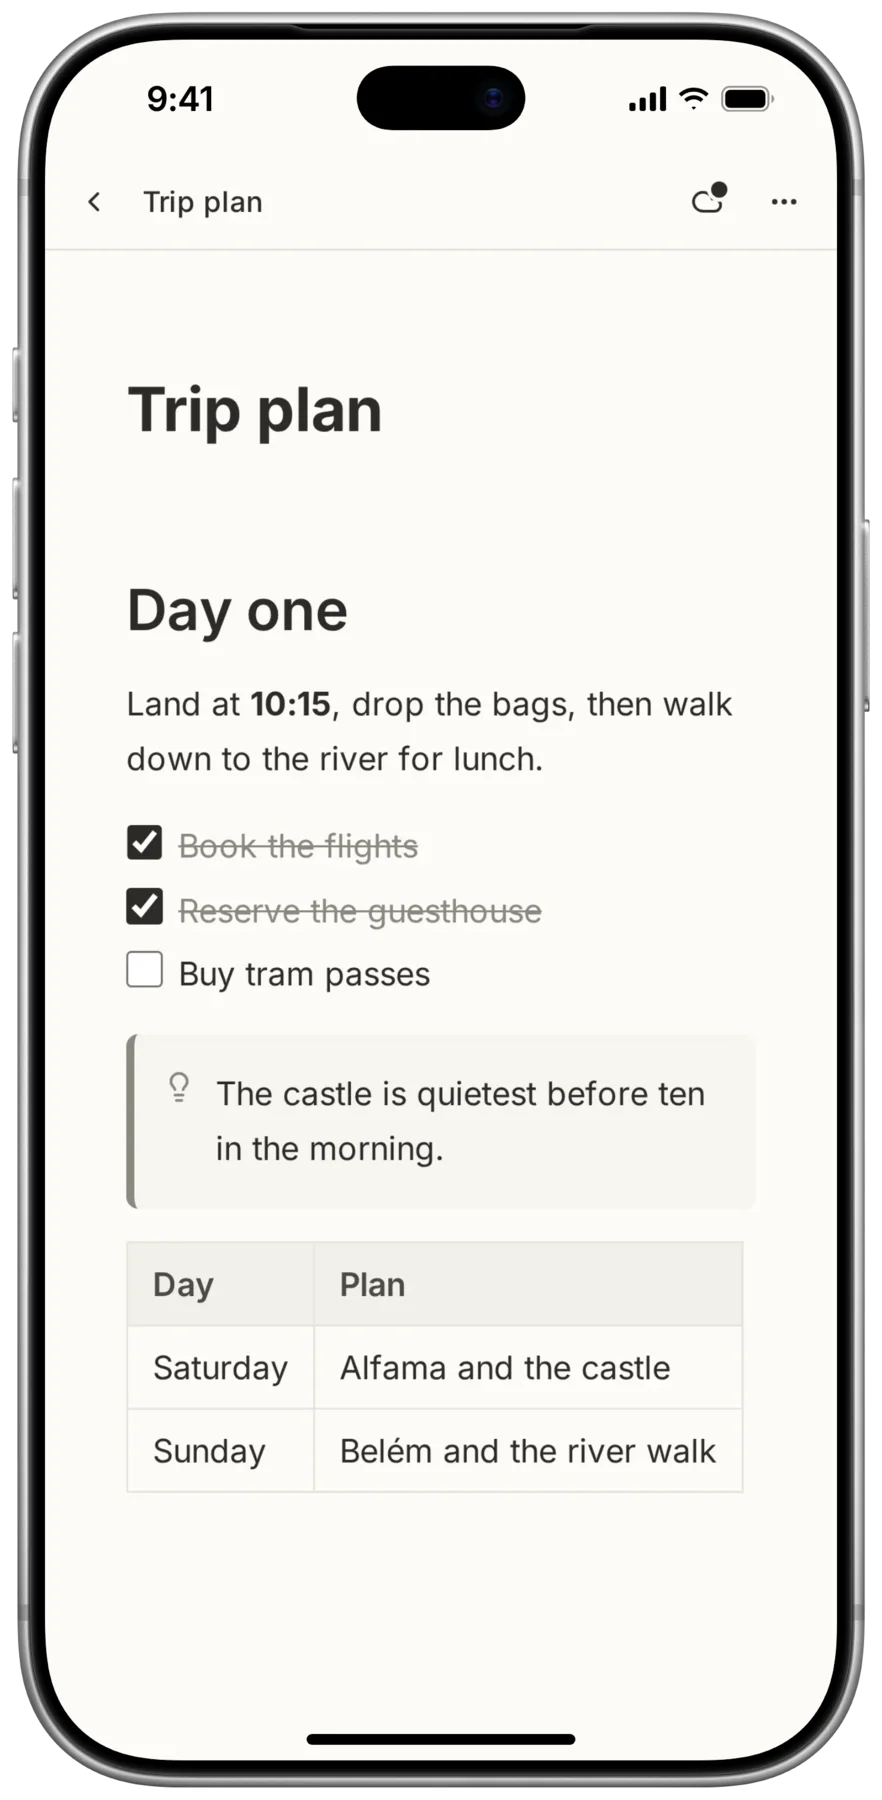 9:41
Trip plan
Trip plan
Day one
Land at 10:15, drop the bags, then walk
down to the river for lunch.
Book the flights
Reserve the guesthouse
Buy tram passes
The castle is quietest before ten
in the morning.
Day Plan
Saturday Alfama and the castle
Sunday Belém and the river walk